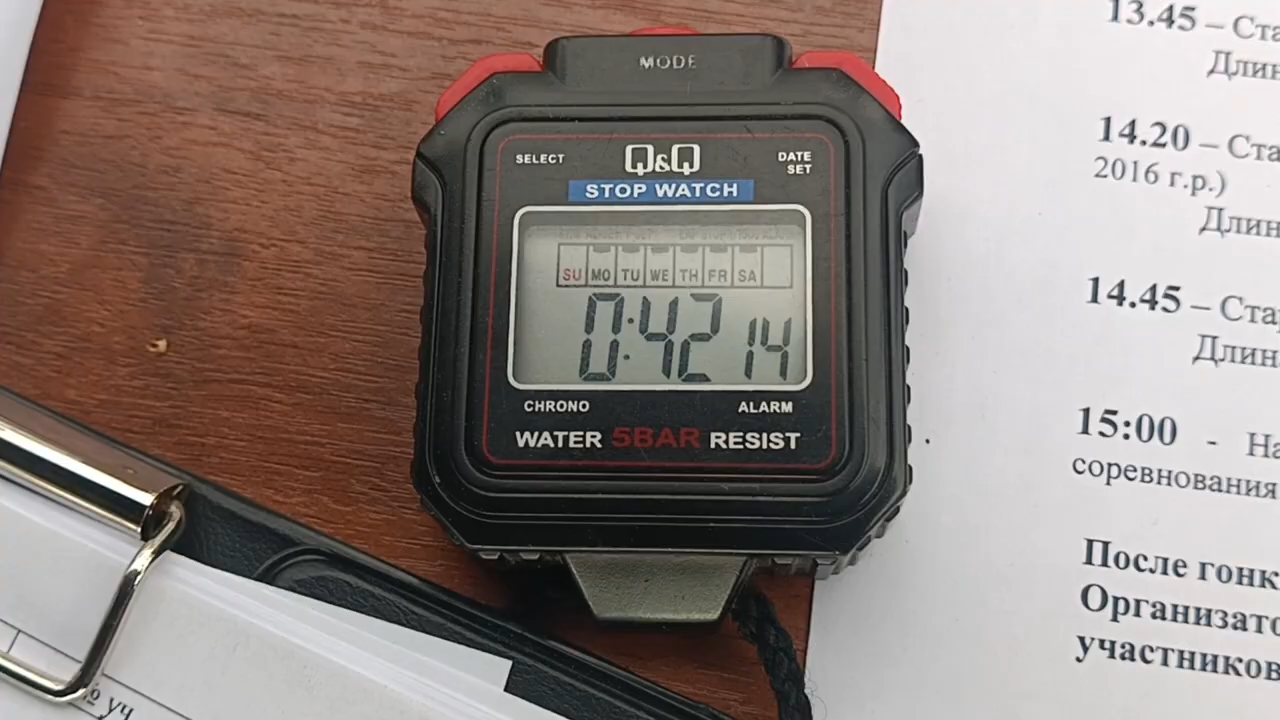 MODE
SELECT
Q&Q
DATE
SET
STOP WATCH
SU MO TU WE TH FR SA
0:42 14
CHRONO
ALARM
WATER 5BAR RESIST
13.45 – Ста
Длин
14.20 – Ста
2016 г.р.)
Длин
14.45 – Ста
Длин
15:00 - На
соревнования
После гонк
Организато
участников
№ уч